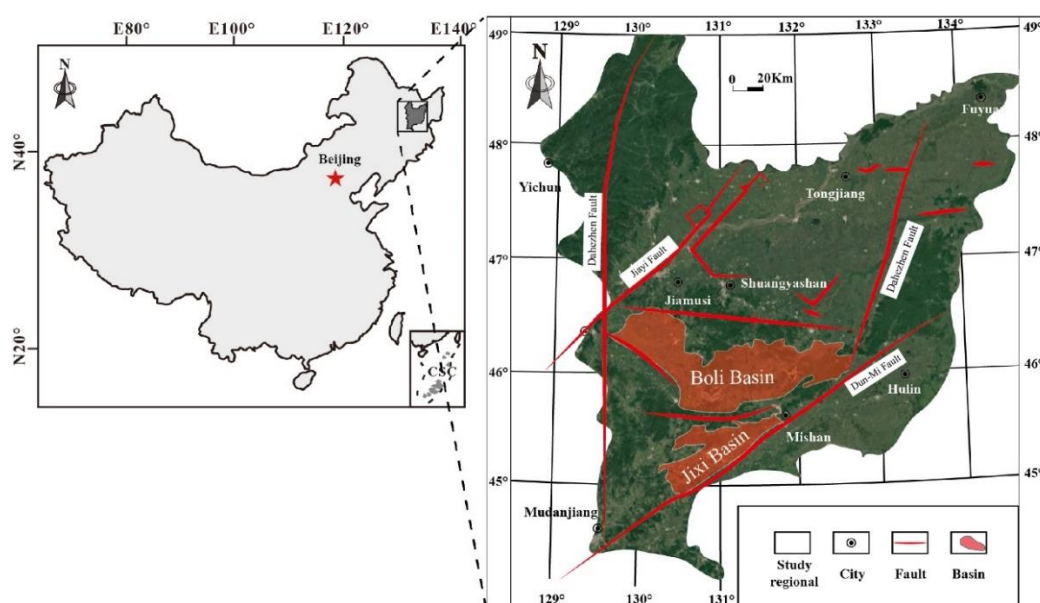 E80°
E100°
E120°
E140°
N
N40°
N20°
Beijing
CSC
129°
130°
131°
132°
133°
134°
49°
49°
48°
48°
47°
47°
46°
46°
45°
45°
N
0 20Km
Fuyua
Yichun
Tongjiang
Dahezhen Fault
Jiayi Fault
Dahezhen Fault
Jiamusi
Shuangyashan
Boli Basin
Dun-Mi Fault
Hulin
Mishan
Jixi Basin
Mudanjiang
Study
regional
City
Fault
Basin
129°
130°
131°